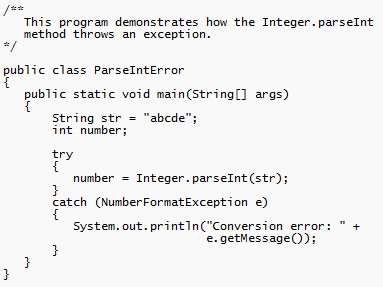 /**
   This program demonstrates how the Integer.parseInt
   method throws an exception.
*/
public class ParseIntError
{
   public static void main(String[] args)
   {
      String str = "abcde";
      int number;
      try
      {
         number = Integer.parseInt(str);
      }
      catch (NumberFormatException e)
      {
         System.out.println("Conversion error: " +
                            e.getMessage());
      }
   }
}